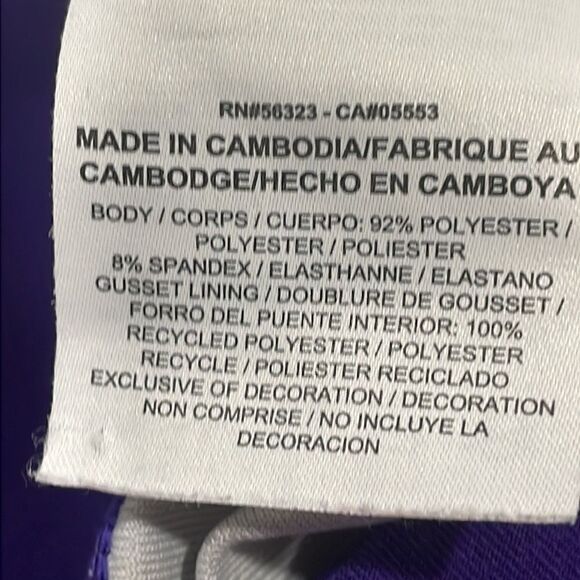 RN#56323 - CA#05553
MADE IN CAMBODIA/FABRIQUE AU
CAMBODGE/HECHO EN CAMBOYA
BODY / CORPS / CUERPO: 92% POLYESTER /
POLYESTER / POLIESTER
8% SPANDEX / ELASTHANNE / ELASTANO
GUSSET LINING / DOUBLURE DE GOUSSET /
FORRO DEL PUENTE INTERIOR: 100%
RECYCLED POLYESTER / POLYESTER
RECYCLE / POLIESTER RECICLADO
EXCLUSIVE OF DECORATION / DECORATION
NON COMPRISE / NO INCLUYE LA
DECORACION